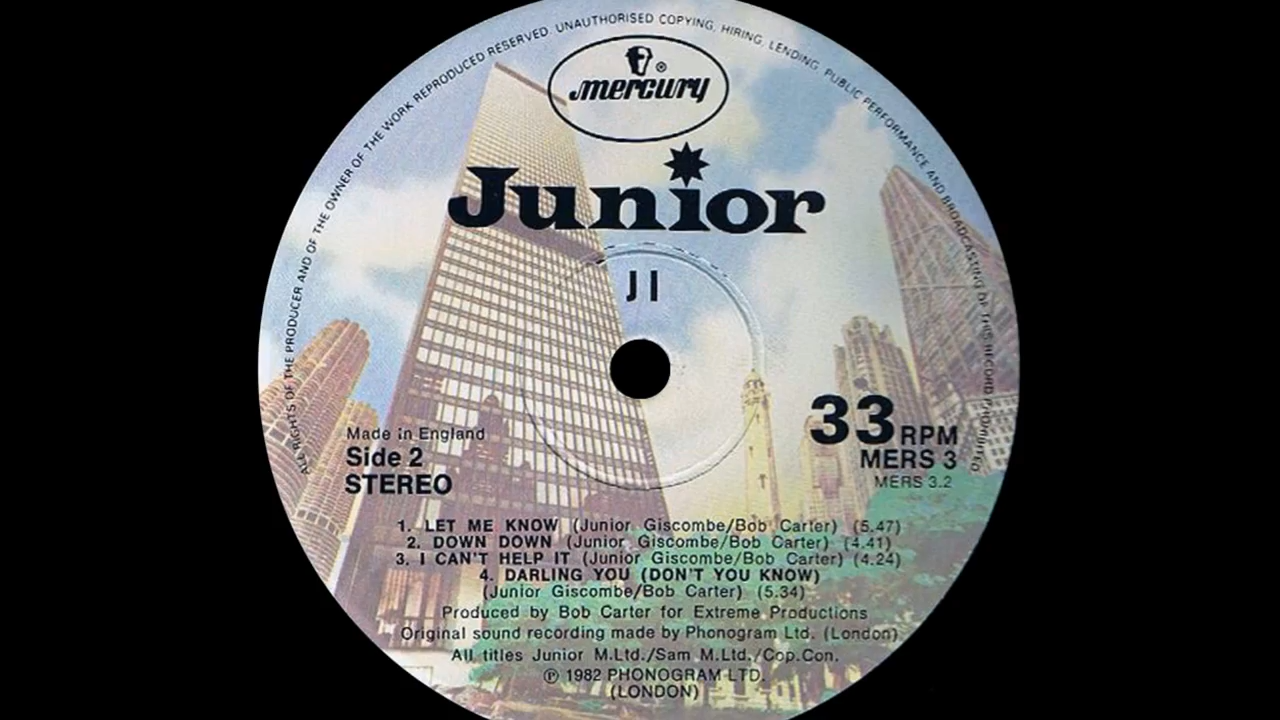 ALL RIGHTS OF THE PRODUCER AND OF THE OWNER OF THE WORK REPRODUCED RESERVED. UNAUTHORISED COPYING, HIRING, LENDING, PUBLIC PERFORMANCE AND BROADCASTING OF THIS RECORD PROHIBITED
mercury ®
Junior
JI
Made in England
Side 2
STEREO
33 RPM
MERS 3
MERS 3.2
1. LET ME KNOW (Junior Giscombe/Bob Carter) (5.47)
2. DOWN DOWN (Junior Giscombe/Bob Carter) (4.41)
3. I CAN'T HELP IT (Junior Giscombe/Bob Carter) (4.24)
4. DARLING YOU (DON'T YOU KNOW)
(Junior Giscombe/Bob Carter) (5.34)
Produced by Bob Carter for Extreme Productions
Original sound recording made by Phonogram Ltd. (London)
All titles Junior M.Ltd./Sam M.Ltd./Cop.Con.
℗ 1982 PHONOGRAM LTD.
(LONDON)